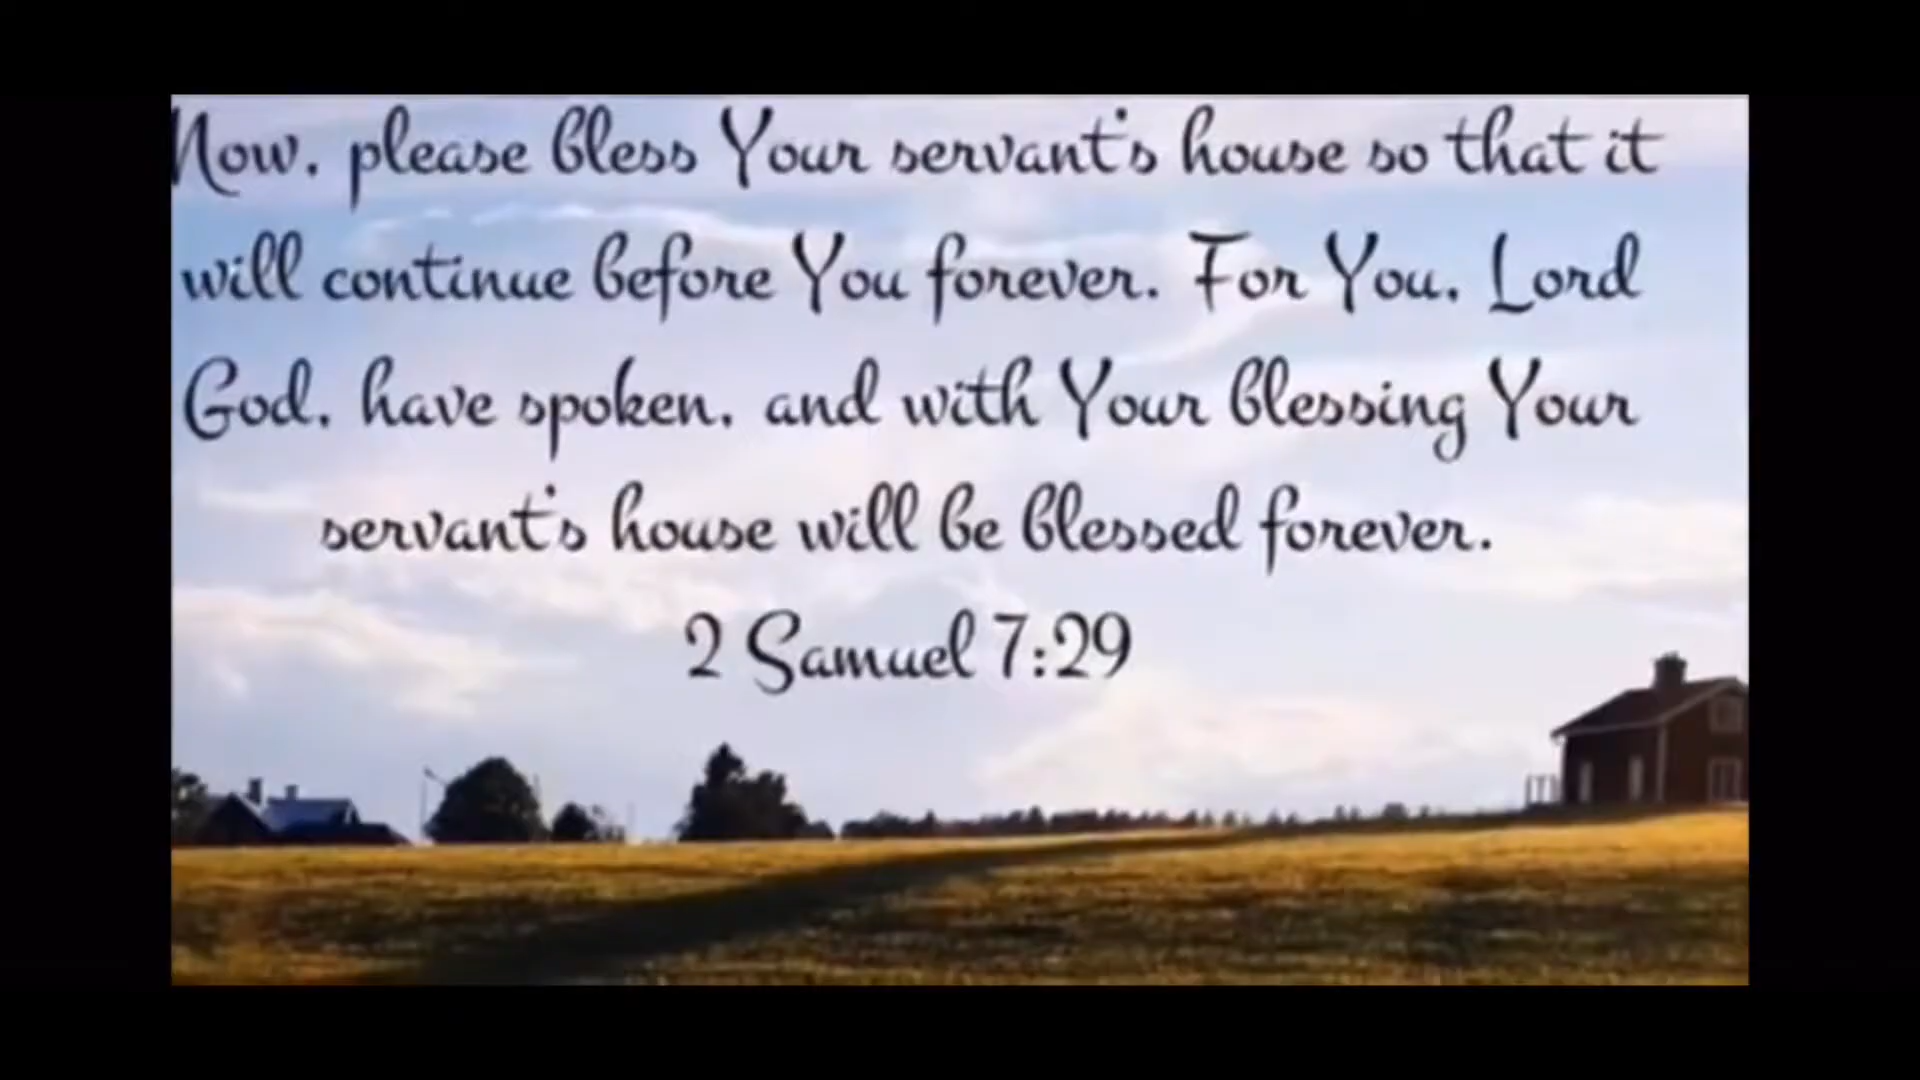 Now, please bless Your servant's house so that it
will continue before You forever. For You, Lord
God, have spoken, and with Your blessing Your
servant's house will be blessed forever.
2 Samuel 7:29